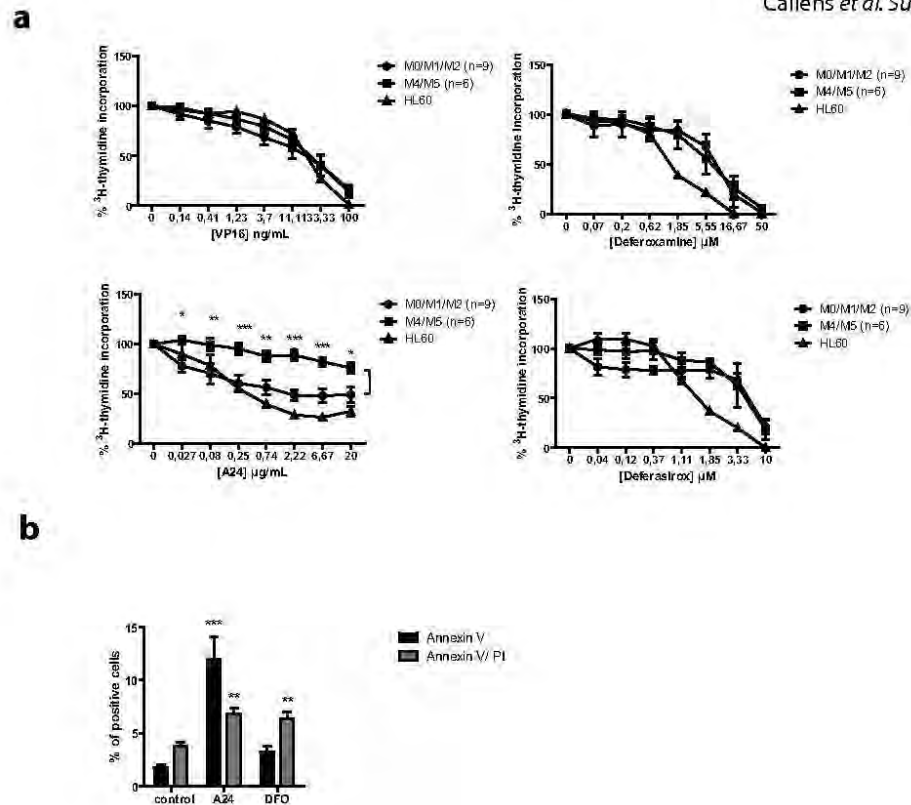 Callens et al. Su
a
% ³H-thymidine incorporation
150
100
50
0
0 0,14 0,41 1,23 3,7 11,11 33,33 100
[VP16] ng/mL
M0/M1/M2 (n=9)
M4/M5 (n=6)
HL60
% ³H-thymidine incorporation
150
100
50
0
0 0,07 0,2 0,62 1,85 5,55 16,67 50
[Deferoxamine] µM
M0/M1/M2 (n=9)
M4/M5 (n=6)
HL60
% ³H-thymidine incorporation
150
100
50
0
* ** *** ** *** *** *
0 0,027 0,08 0,25 0,74 2,22 6,67 20
[A24] µg/mL
M0/M1/M2 (n=9)
M4/M5 (n=6)
HL60
% ³H-thymidine incorporation
150
100
50
0
0 0,04 0,12 0,37 1,11 1,85 3,33 10
[Deferasirox] µM
M0/M1/M2 (n=9)
M4/M5 (n=6)
HL60
b
% of positive cells
15
10
5
0
*** ** **
control A24 DFO
Annexin V
Annexin V/ PI